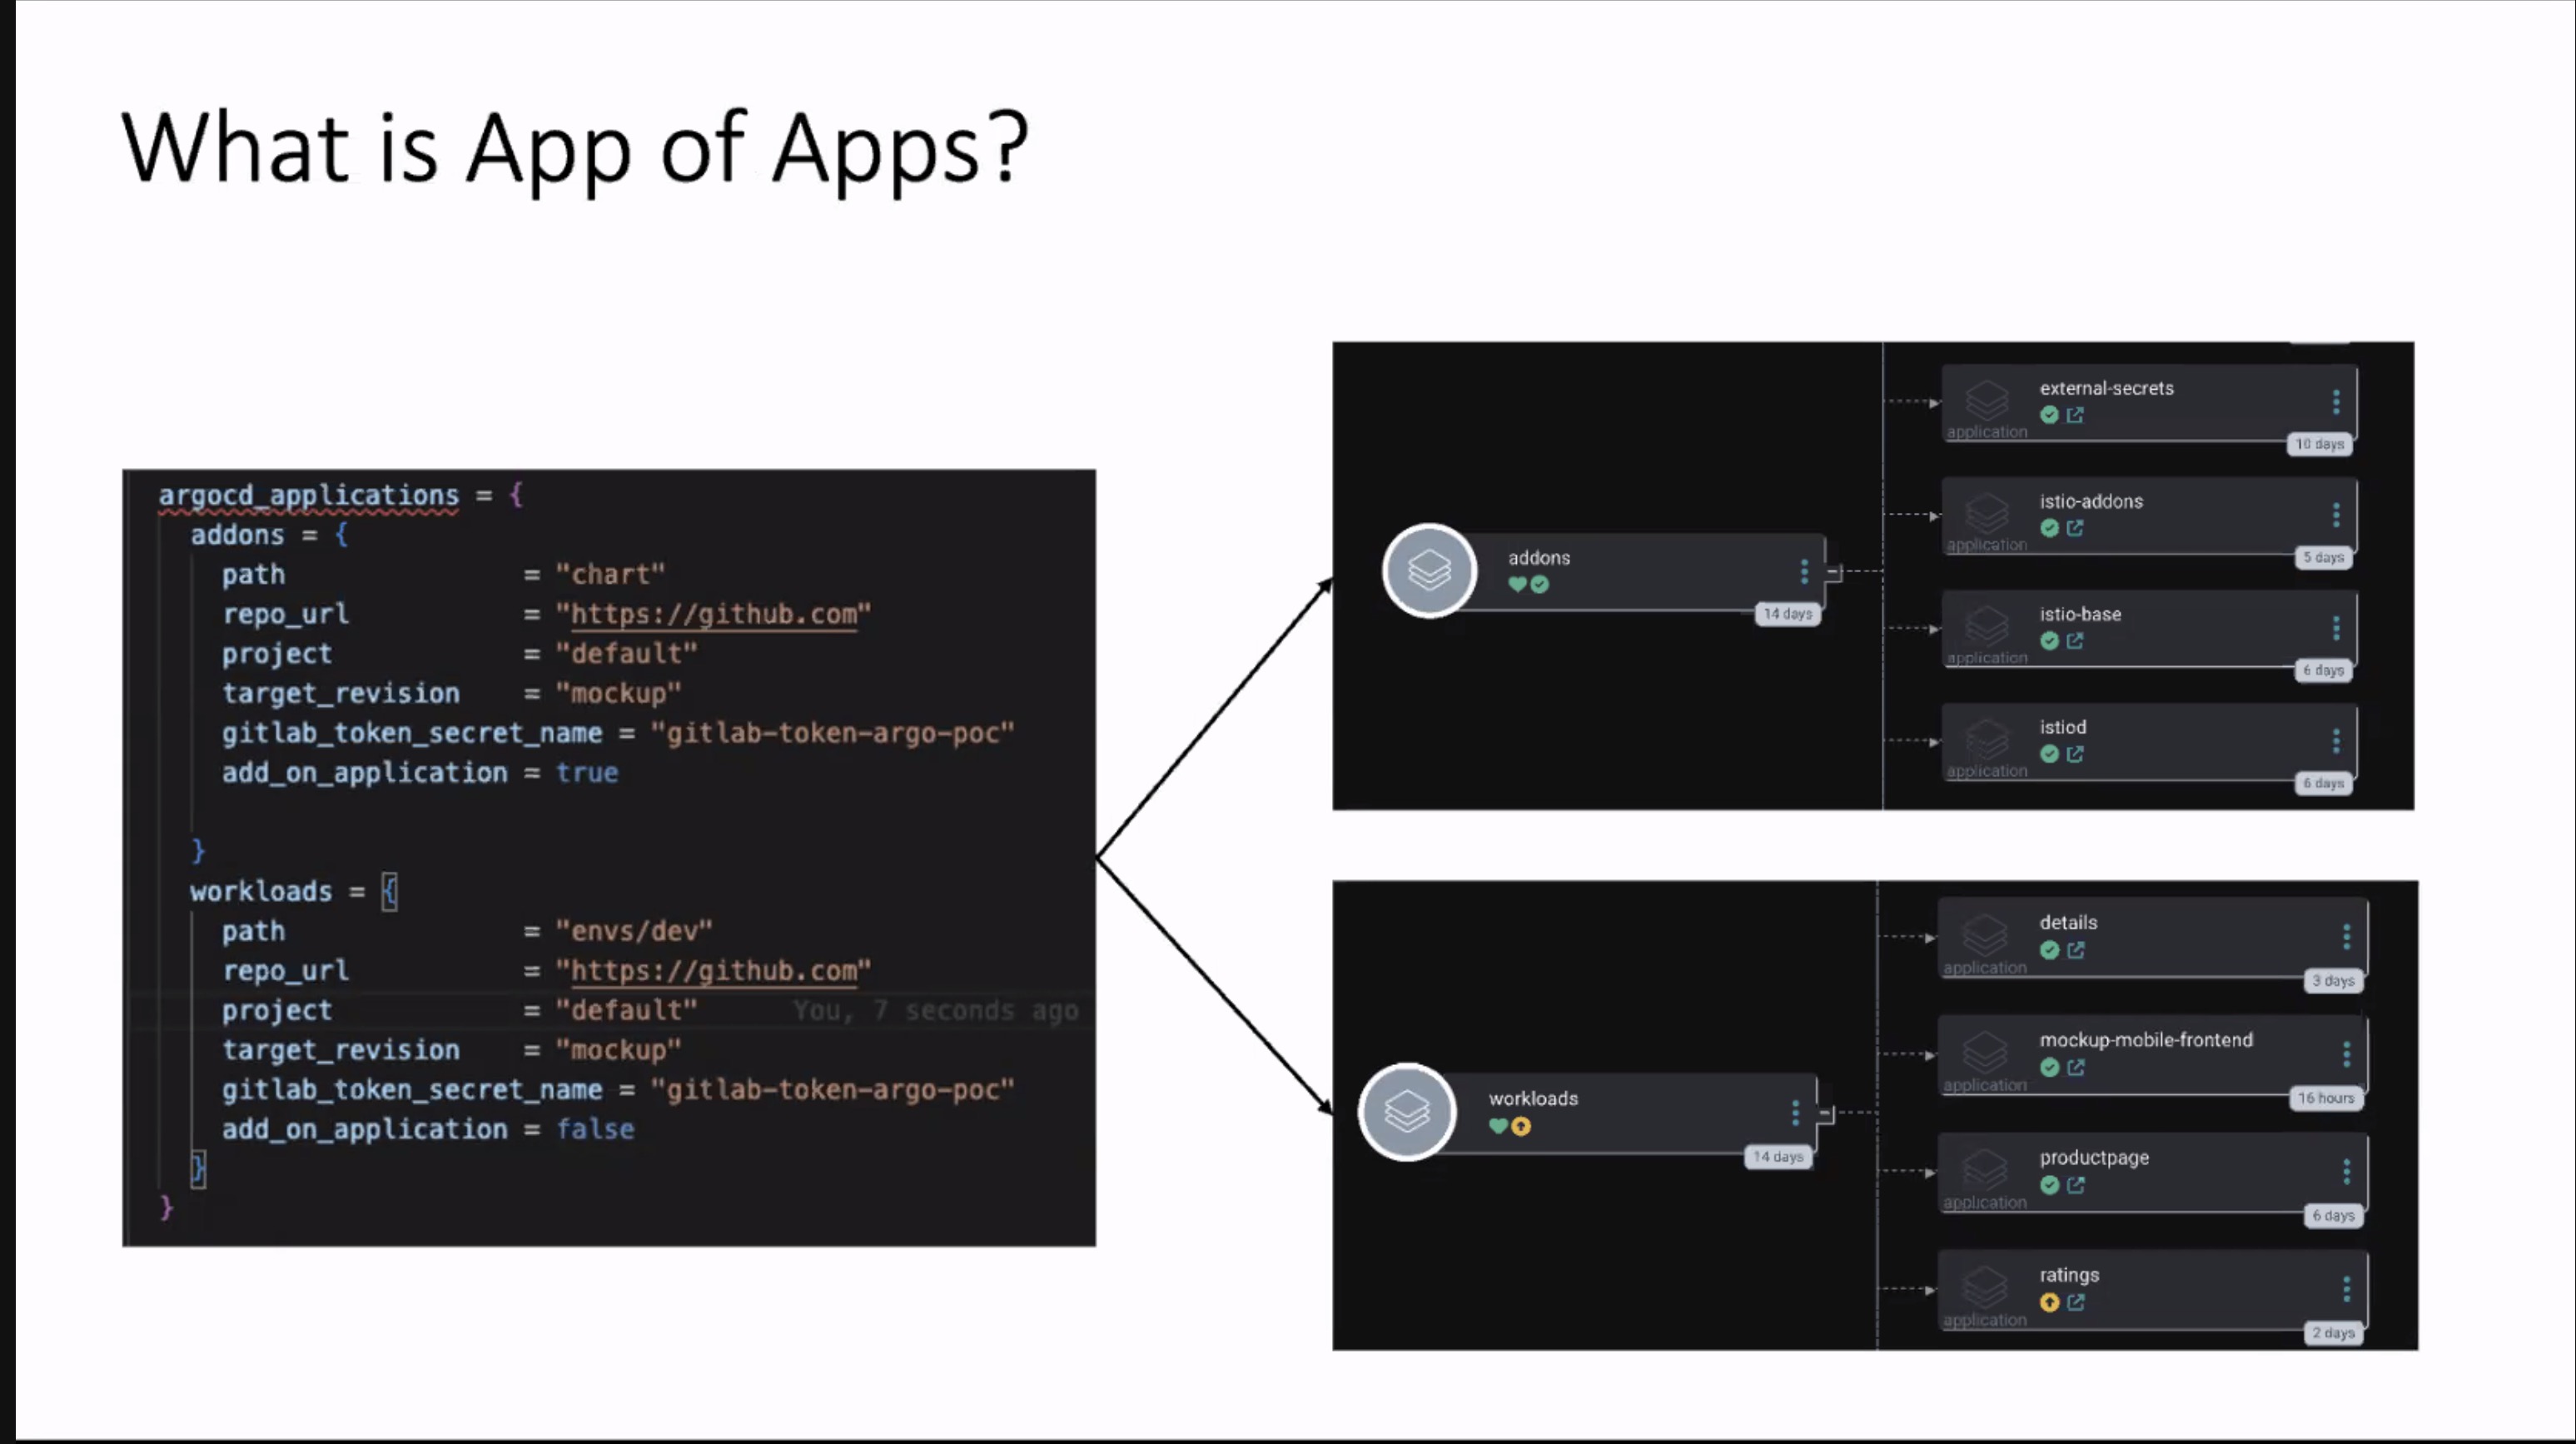 What is App of Apps?
argocd_applications = {
addons = {
path = "chart"
repo_url = "https://github.com"
project = "default"
target_revision = "mockup"
gitlab_token_secret_name = "gitlab-token-argo-poc"
add_on_application = true
}
workloads = {
path = "envs/dev"
repo_url = "https://github.com"
project = "default" You, 7 seconds ago
target_revision = "mockup"
gitlab_token_secret_name = "gitlab-token-argo-poc"
add_on_application = false
}
}
addons
14 days
external-secrets
application
10 days
istio-addons
application
5 days
istio-base
application
6 days
istiod
application
6 days
workloads
14 days
details
application
3 days
mockup-mobile-frontend
application
16 hours
productpage
application
6 days
ratings
application
2 days